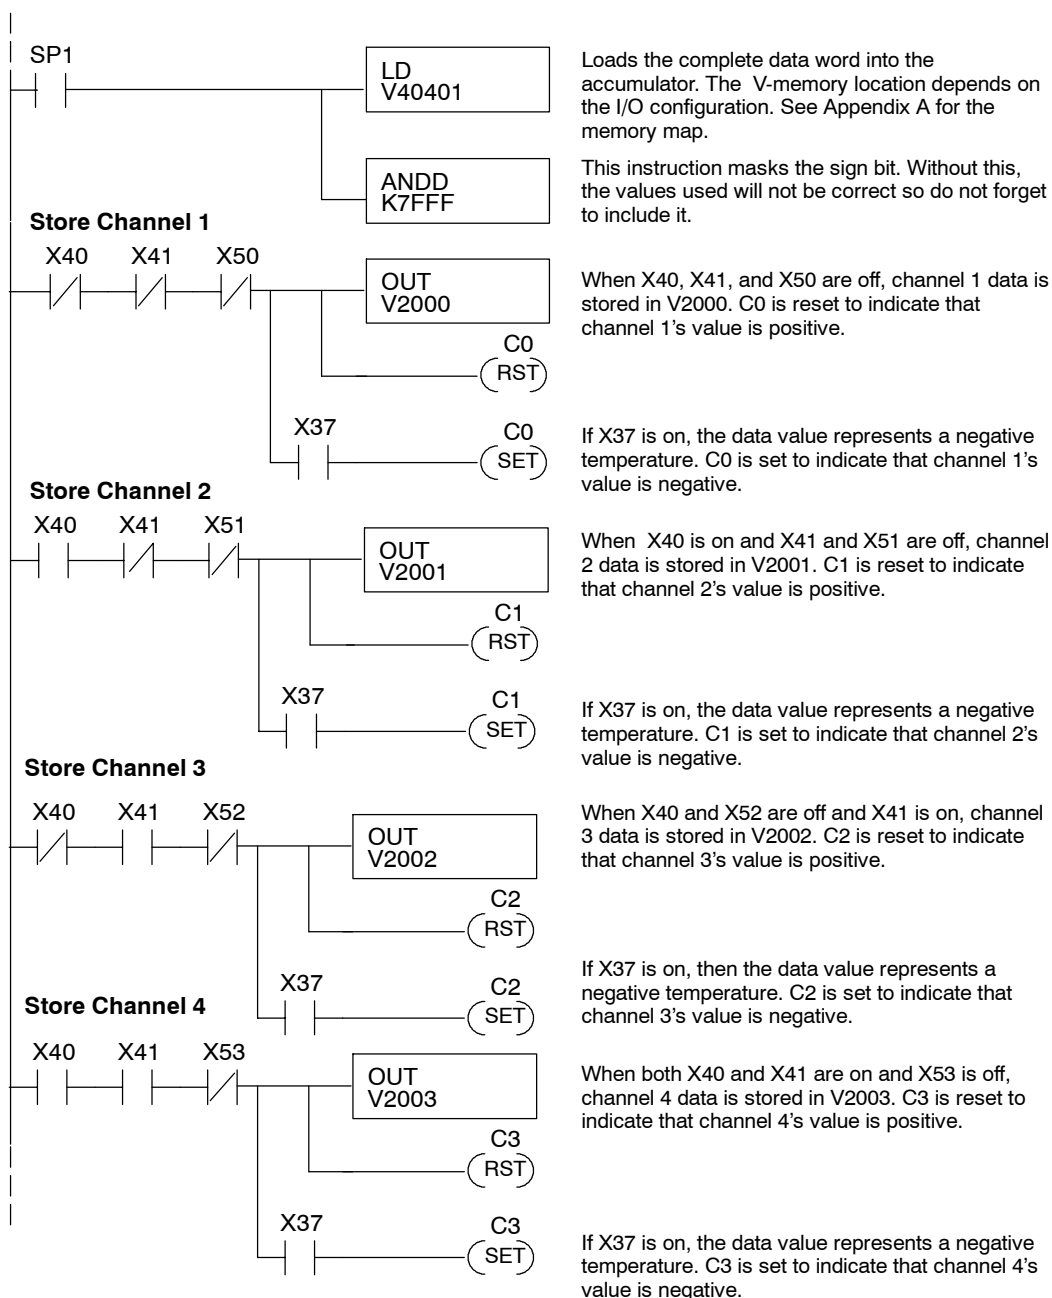 SP1
LD
V40401
Loads the complete data word into the
accumulator. The V-memory location depends on
the I/O configuration. See Appendix A for the
memory map.
ANDD
K7FFF
This instruction masks the sign bit. Without this,
the values used will not be correct so do not forget
to include it.
Store Channel 1
X40 X41 X50
OUT
V2000
When X40, X41, and X50 are off, channel 1 data is
stored in V2000. C0 is reset to indicate that
channel 1's value is positive.
C0
RST
X37
C0
SET
If X37 is on, the data value represents a negative
temperature. C0 is set to indicate that channel 1's
value is negative.
Store Channel 2
X40 X41 X51
OUT
V2001
When X40 is on and X41 and X51 are off, channel
2 data is stored in V2001. C1 is reset to indicate
that channel 2's value is positive.
C1
RST
X37
C1
SET
If X37 is on, the data value represents a negative
temperature. C1 is set to indicate that channel 2's
value is negative.
Store Channel 3
X40 X41 X52
OUT
V2002
When X40 and X52 are off and X41 is on, channel
3 data is stored in V2002. C2 is reset to indicate
that channel 3's value is positive.
C2
RST
X37
C2
SET
If X37 is on, then the data value represents a
negative temperature. C2 is set to indicate that
channel 3's value is negative.
Store Channel 4
X40 X41 X53
OUT
V2003
When both X40 and X41 are on and X53 is off,
channel 4 data is stored in V2003. C3 is reset to
indicate that channel 4's value is positive.
C3
RST
X37
C3
SET
If X37 is on, the data value represents a negative
temperature. C3 is set to indicate that channel 4's
value is negative.